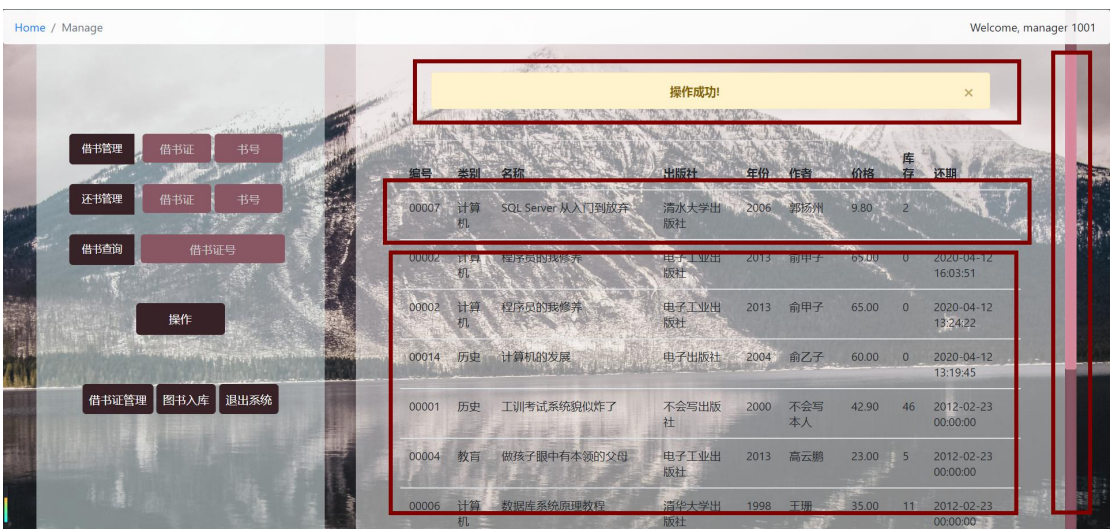 Home / Manage
Welcome, manager 1001
操作成功!
×
借书管理 借书证 书号
还书管理 借书证 书号
借书查询 借书证号
操作
借书证管理 图书入库 退出系统
编号 类别 名称 出版社 年份 作者 价格 库存 还期
00007 计算机 SQL Server 从入门到放弃 清水大学出版社 2006 郭扬州 9.80 2
00002 计算机 程序员的我修养 电子工业出版社 2013 俞甲子 65.00 0 2020-04-12 16:03:51
00002 计算机 程序员的我修养 电子工业出版社 2013 俞甲子 65.00 0 2020-04-12 13:24:22
00014 历史 计算机的发展 电子出版社 2004 俞乙子 60.00 0 2020-04-12 13:19:45
00001 历史 工训考试系统貌似炸了 不会写出版社 2000 不会写本人 42.90 46 2012-02-23 00:00:00
00004 教育 做孩子眼中有本领的父母 电子工业出版社 2013 高云鹏 23.00 5 2012-02-23 00:00:00
00006 计算机 数据库系统原理教程 清华大学出版社 1998 王珊 35.00 11 2012-02-23 00:00:00